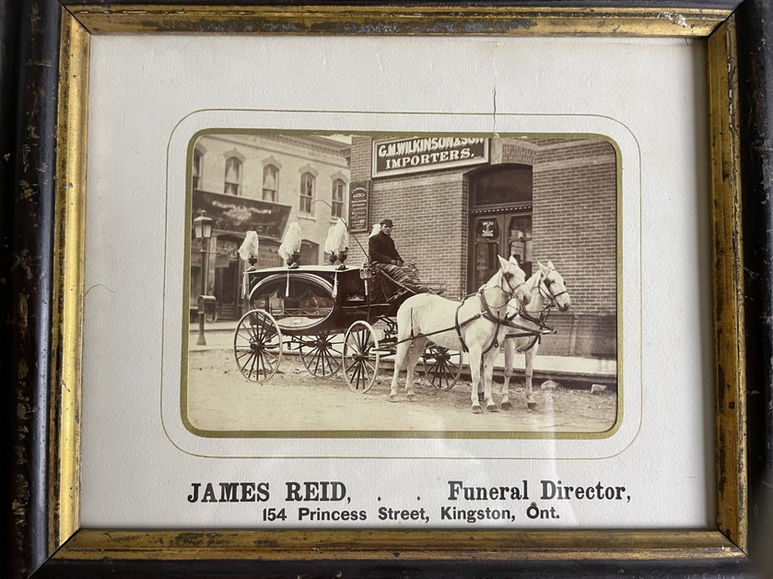 G.M.WILKINSON & SON
IMPORTERS.
JAMES REID, . . Funeral Director,
154 Princess Street, Kingston, Ont.